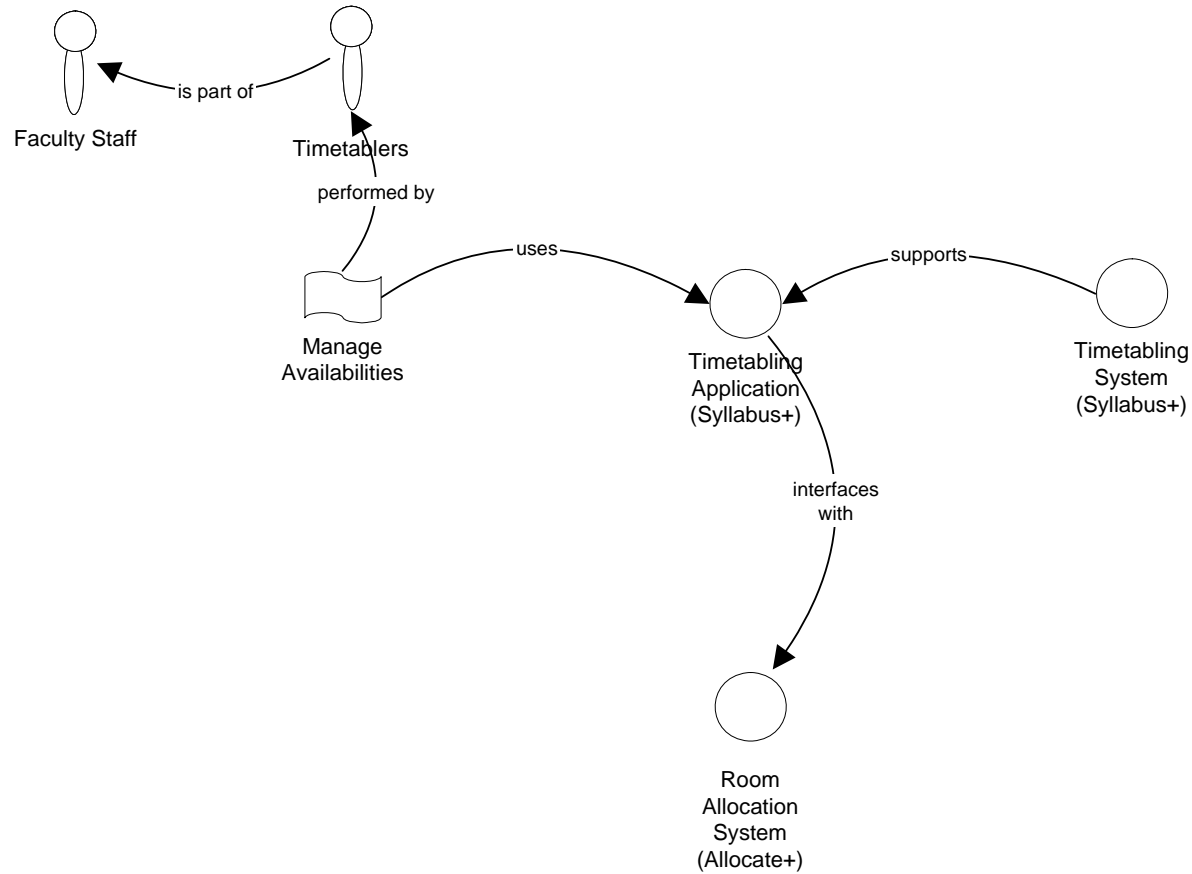 is part of
Faculty Staff
Timetablers
performed by
uses
supports
Manage
Availabilities
Timetabling
Application
(Syllabus+)
Timetabling
System
(Syllabus+)
interfaces
with
Room
Allocation
System
(Allocate+)